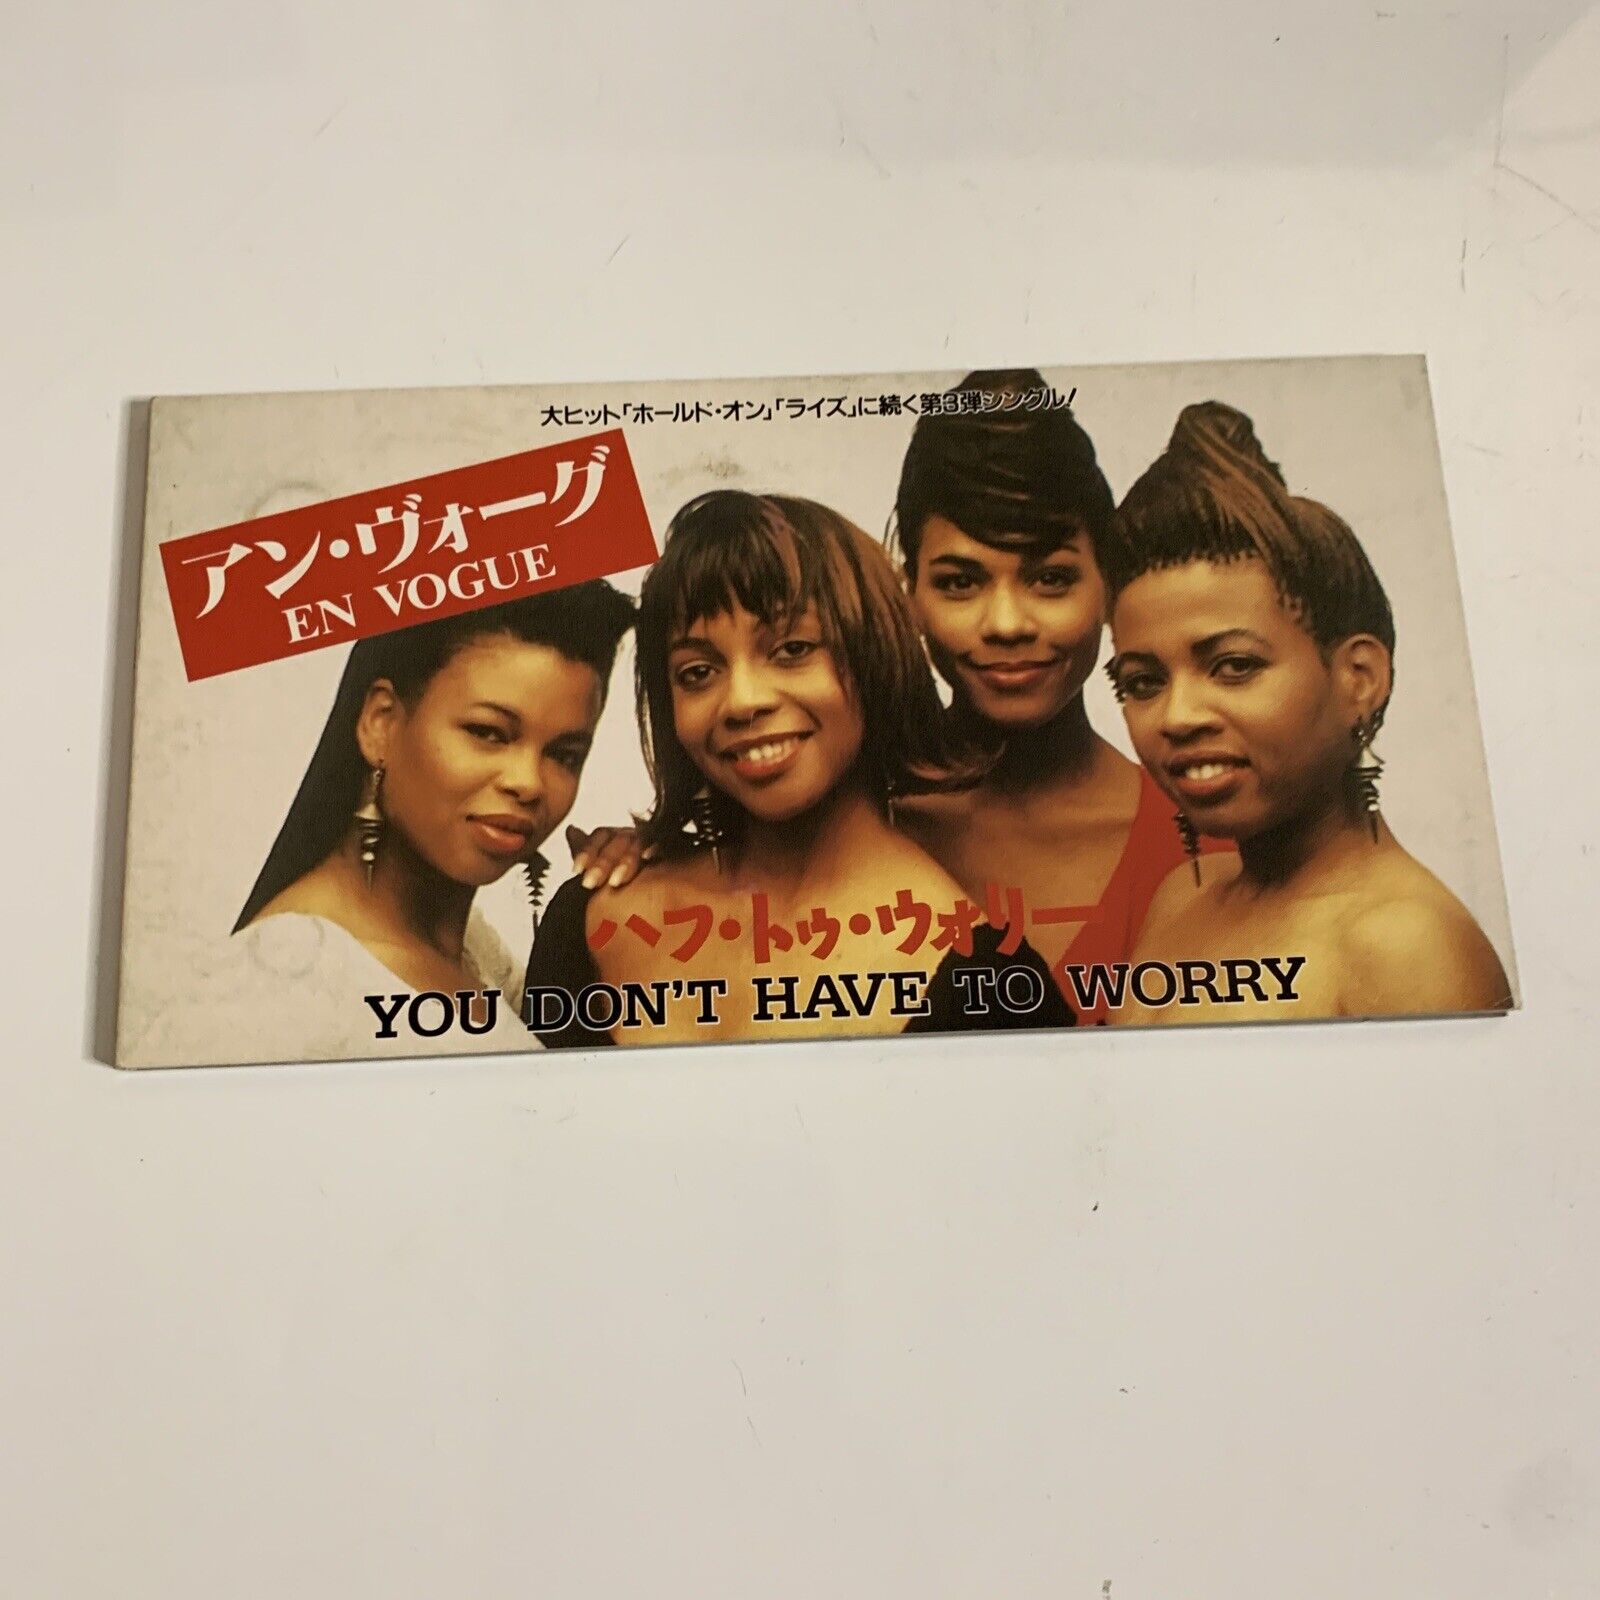 大ヒット「ホールド・オン」「ライズ」に続く第3弾シングル!
アン・ヴォーグ
EN VOGUE
ハフ・トゥ・ウォリー
YOU DON'T HAVE TO WORRY